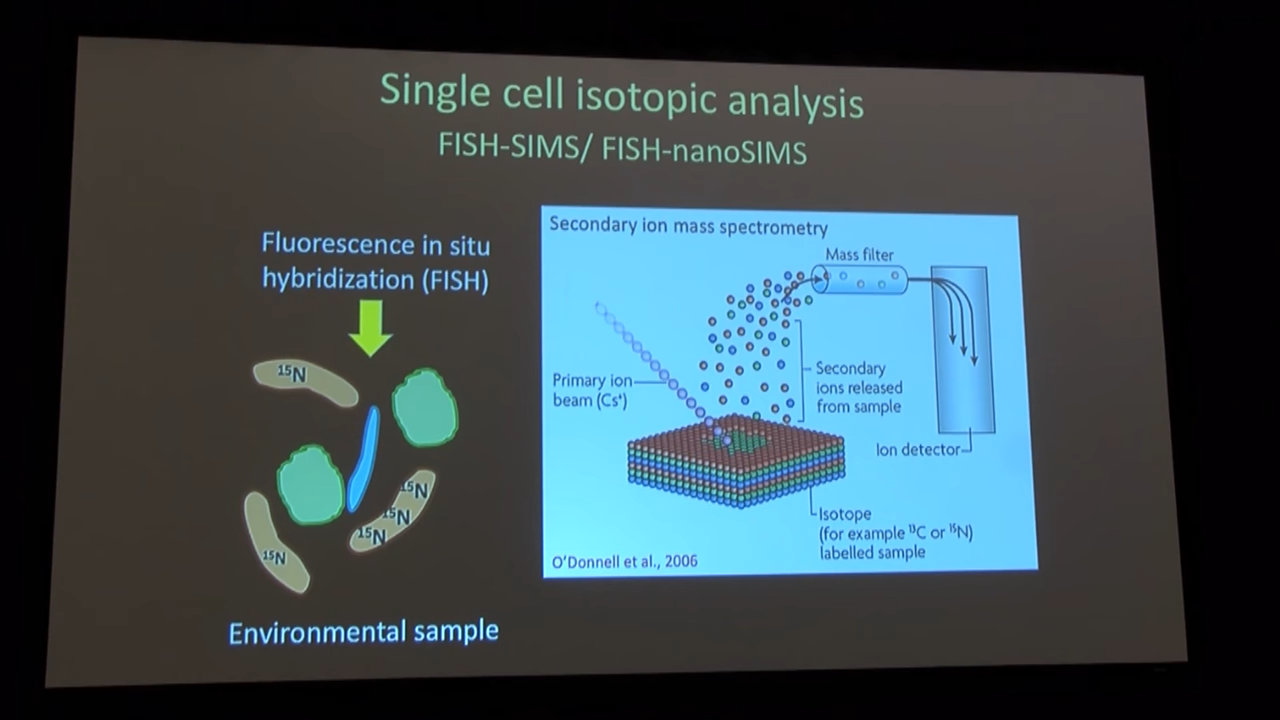 Single cell isotopic analysis
FISH-SIMS/ FISH-nanoSIMS
Fluorescence in situ
hybridization (FISH)
15N
15N
15N
15N
15N
Environmental sample
Secondary ion mass spectrometry
Mass filter
Primary ion
beam (Cs+)
Secondary
ions released
from sample
Ion detector
Isotope
(for example 13C or 15N)
labelled sample
O'Donnell et al., 2006